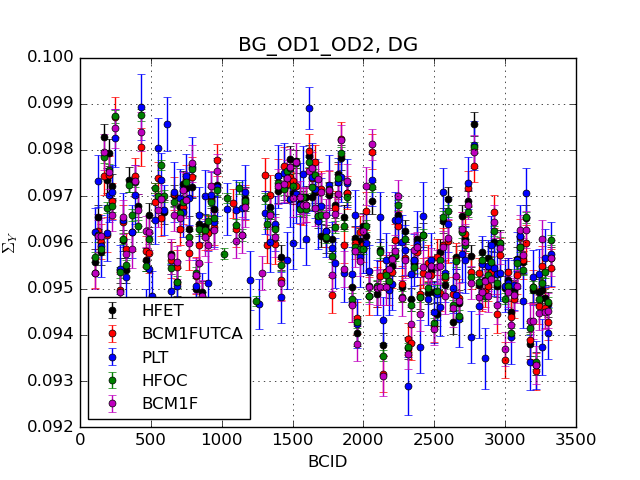 BG_OD1_OD2, DG
0.100
0.099
0.098
0.097
0.096
0.095
0.094
0.093
0.092
Σ_Y
HFET
BCM1FUTCA
PLT
HFOC
BCM1F
0 500 1000 1500 2000 2500 3000 3500
BCID